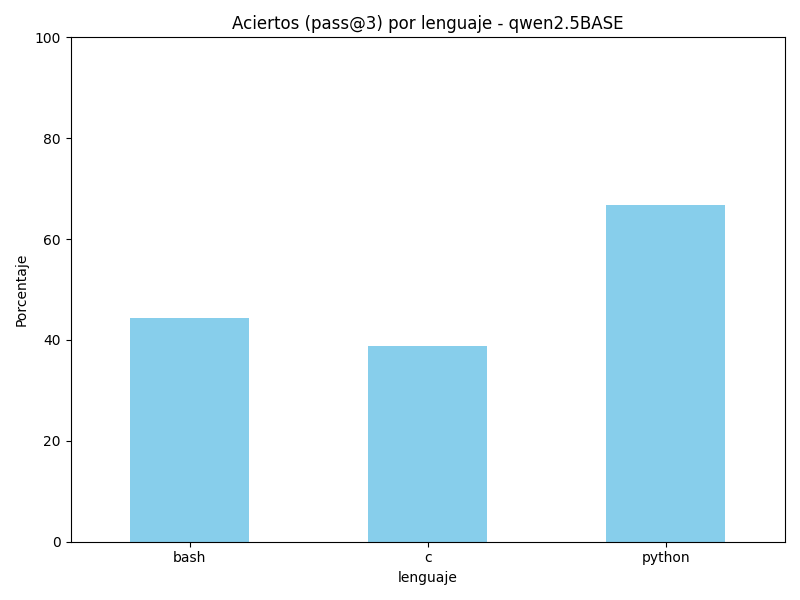 Aciertos (pass@3) por lenguaje - qwen2.5BASE
100
80
60
40
20
0
Porcentaje
bash
c
python
lenguaje